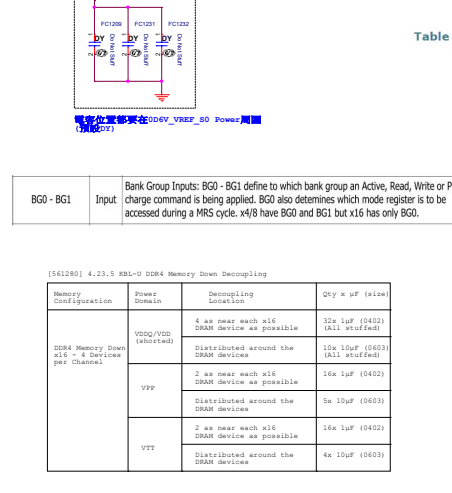 FC1209 FC1231 FC1232
DY DY DY
Do Not Stuff Do Not Stuff Do Not Stuff
1 1 1
2 2 2
Table
電容位置都要在0D6V_VREF_S0 Power周圍
(預設DY)
BG0 - BG1
Input
Bank Group Inputs: BG0 - BG1 define to which bank group an Active, Read, Write or P
charge command is being applied. BG0 also detemines which mode register is to be
accessed during a MRS cycle. x4/8 have BG0 and BG1 but x16 has only BG0.
[561280] 4.23.5 KBL-U DDR4 Memory Down Decoupling
Memory
Configuration
Power
Domain
Decoupling
Location
Qty x µF (size)
DDR4 Memory Down
x16 - 4 Devices
per Channel
VDDQ/VDD
(shorted)
4 as near each x16
DRAM device as possible
32x 1µF (0402)
(All stuffed)
Distributed around the
DRAM devices
10x 10µF (0603)
(All stuffed)
VPP
2 as near each x16
DRAM device as possible
16x 1µF (0402)
Distributed around the
DRAM devices
5x 10µF (0603)
VTT
2 as near each x16
DRAM device as possible
16x 1µF (0402)
Distributed around the
DRAM devices
4x 10µF (0603)